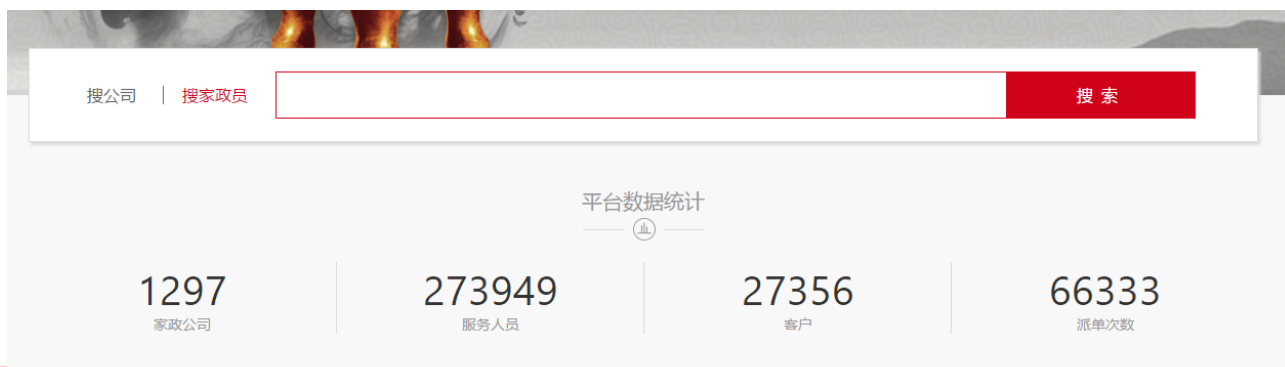 搜公司 | 搜家政员 搜 索
平台数据统计
1297 273949 27356 66333
家政公司 服务人员 客户 派单次数